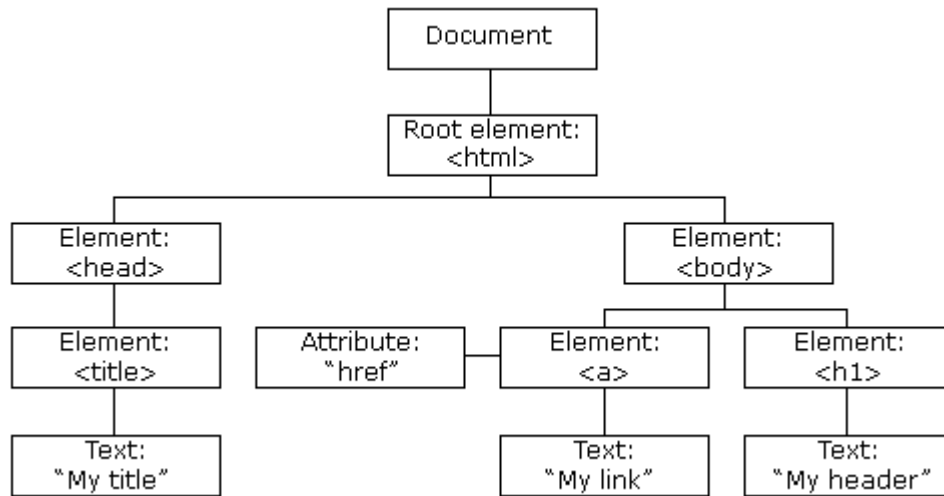 Document
Root element:
<html>
Element:
<head>
Element:
<body>
Element:
<title>
Attribute:
“href”
Element:
<a>
Element:
<h1>
Text:
“My title”
Text:
“My link”
Text:
“My header”